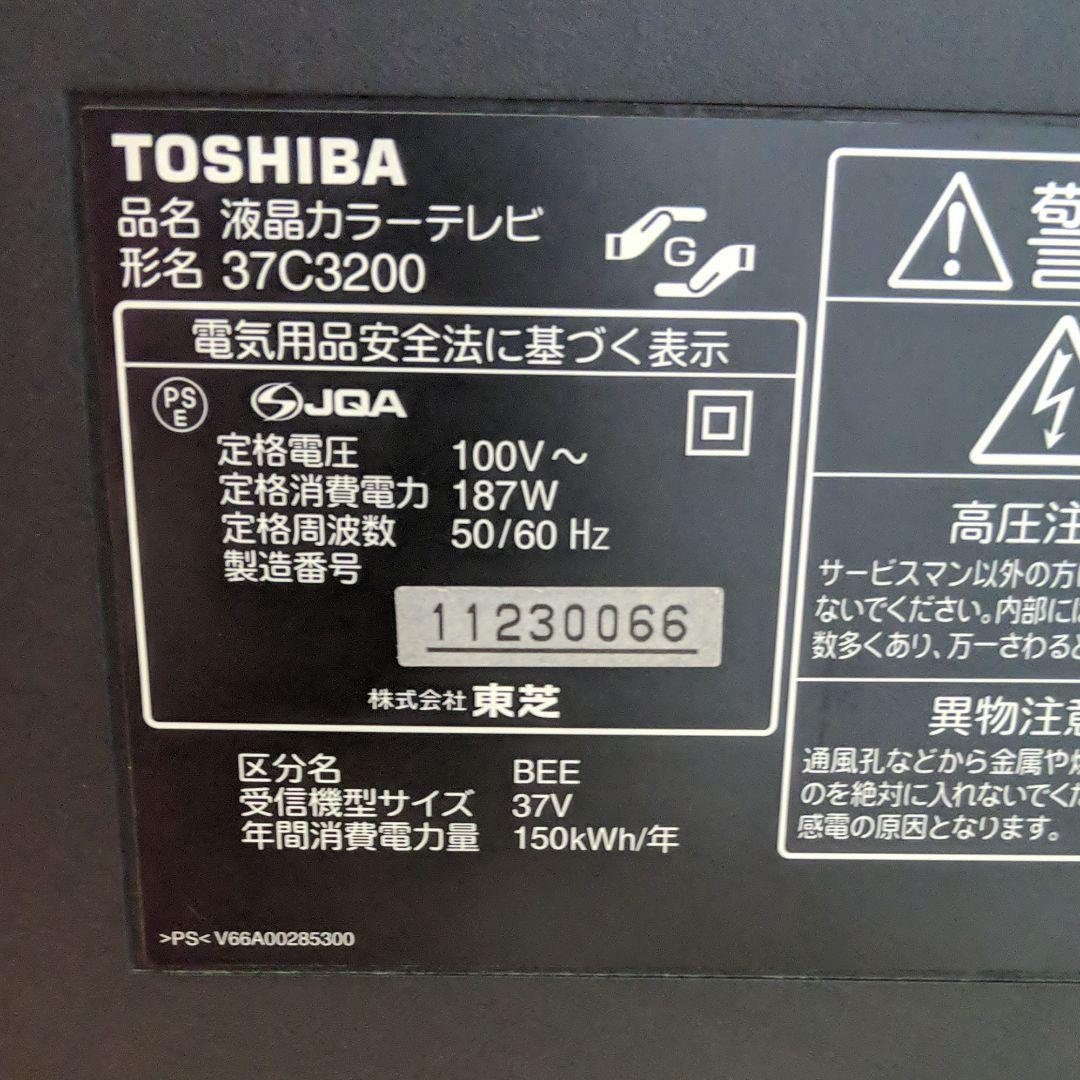 TOSHIBA
品名 液晶カラーテレビ
形名 37C3200
G
電気用品安全法に基づく表示
PS
E
JQA
定格電圧 100V～
定格消費電力 187W
定格周波数 50/60 Hz
製造番号
11230066
株式会社 東芝
区分名 BEE
受信機型サイズ 37V
年間消費電力量 150kWh/年
>PS< V66A00285300
高圧注
サービスマン以外の方
ないでください。内部に
数多くあり、万一さわると
異物注意
通風孔などから金属や
のを絶対に入れないでくだ
感電の原因となります。